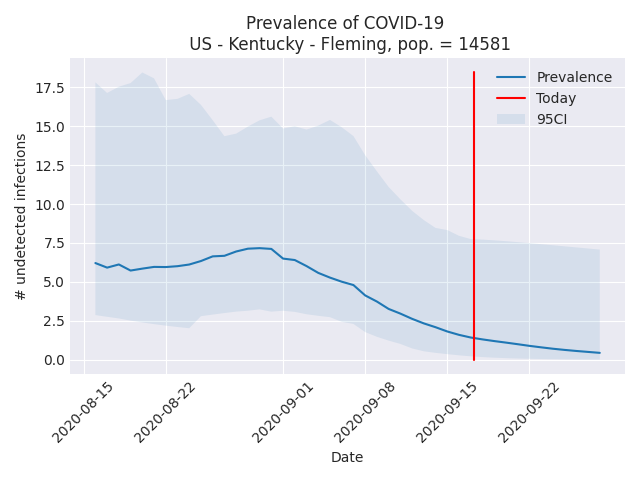 Prevalence of COVID-19
US - Kentucky - Fleming, pop. = 14581
Prevalence
Today
95CI
17.5
15.0
12.5
10.0
7.5
5.0
2.5
0.0
# undetected infections
2020-08-15
2020-08-22
2020-09-01
2020-09-08
2020-09-15
2020-09-22
Date